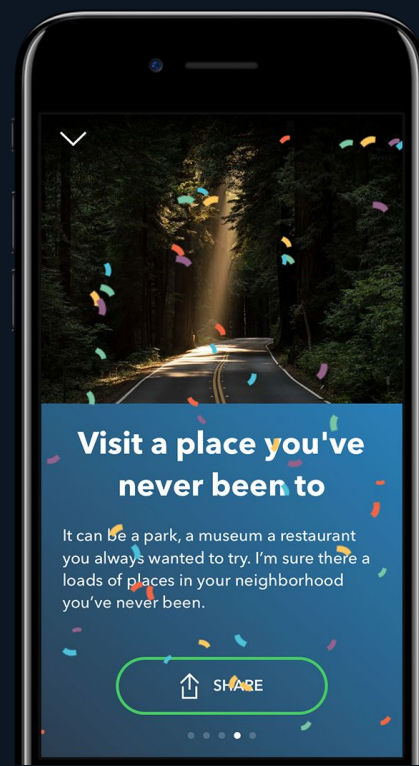 Visit a place you've
never been to
It can be a park, a museum a restaurant
you always wanted to try. I’m sure there a
loads of places in your neighborhood
you’ve never been.
SHARE